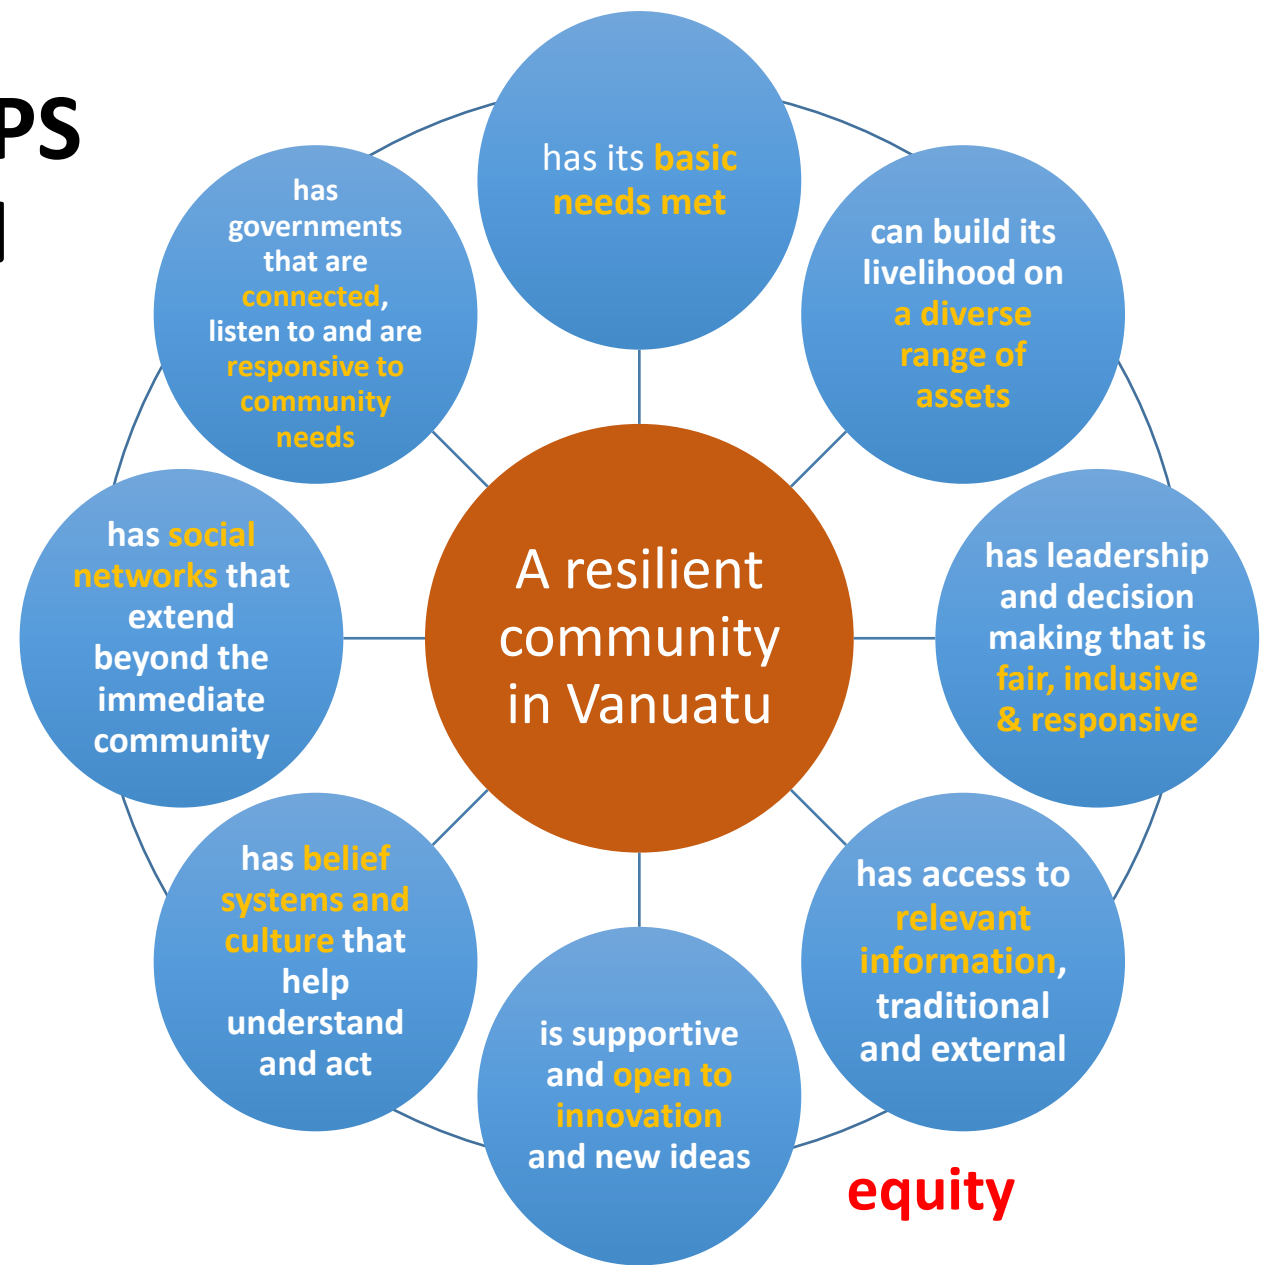 PS
has its basic
needs met
can build its
livelihood on
a diverse
range of
assets
has leadership
and decision
making that is
fair, inclusive
& responsive
has access to
relevant
information,
traditional
and external
is supportive
and open to
innovation
and new ideas
has belief
systems and
culture that
help
understand
and act
has social
networks that
extend
beyond the
immediate
community
has
governments
that are
connected,
listen to and are
responsive to
community
needs
A resilient
community
in Vanuatu
equity